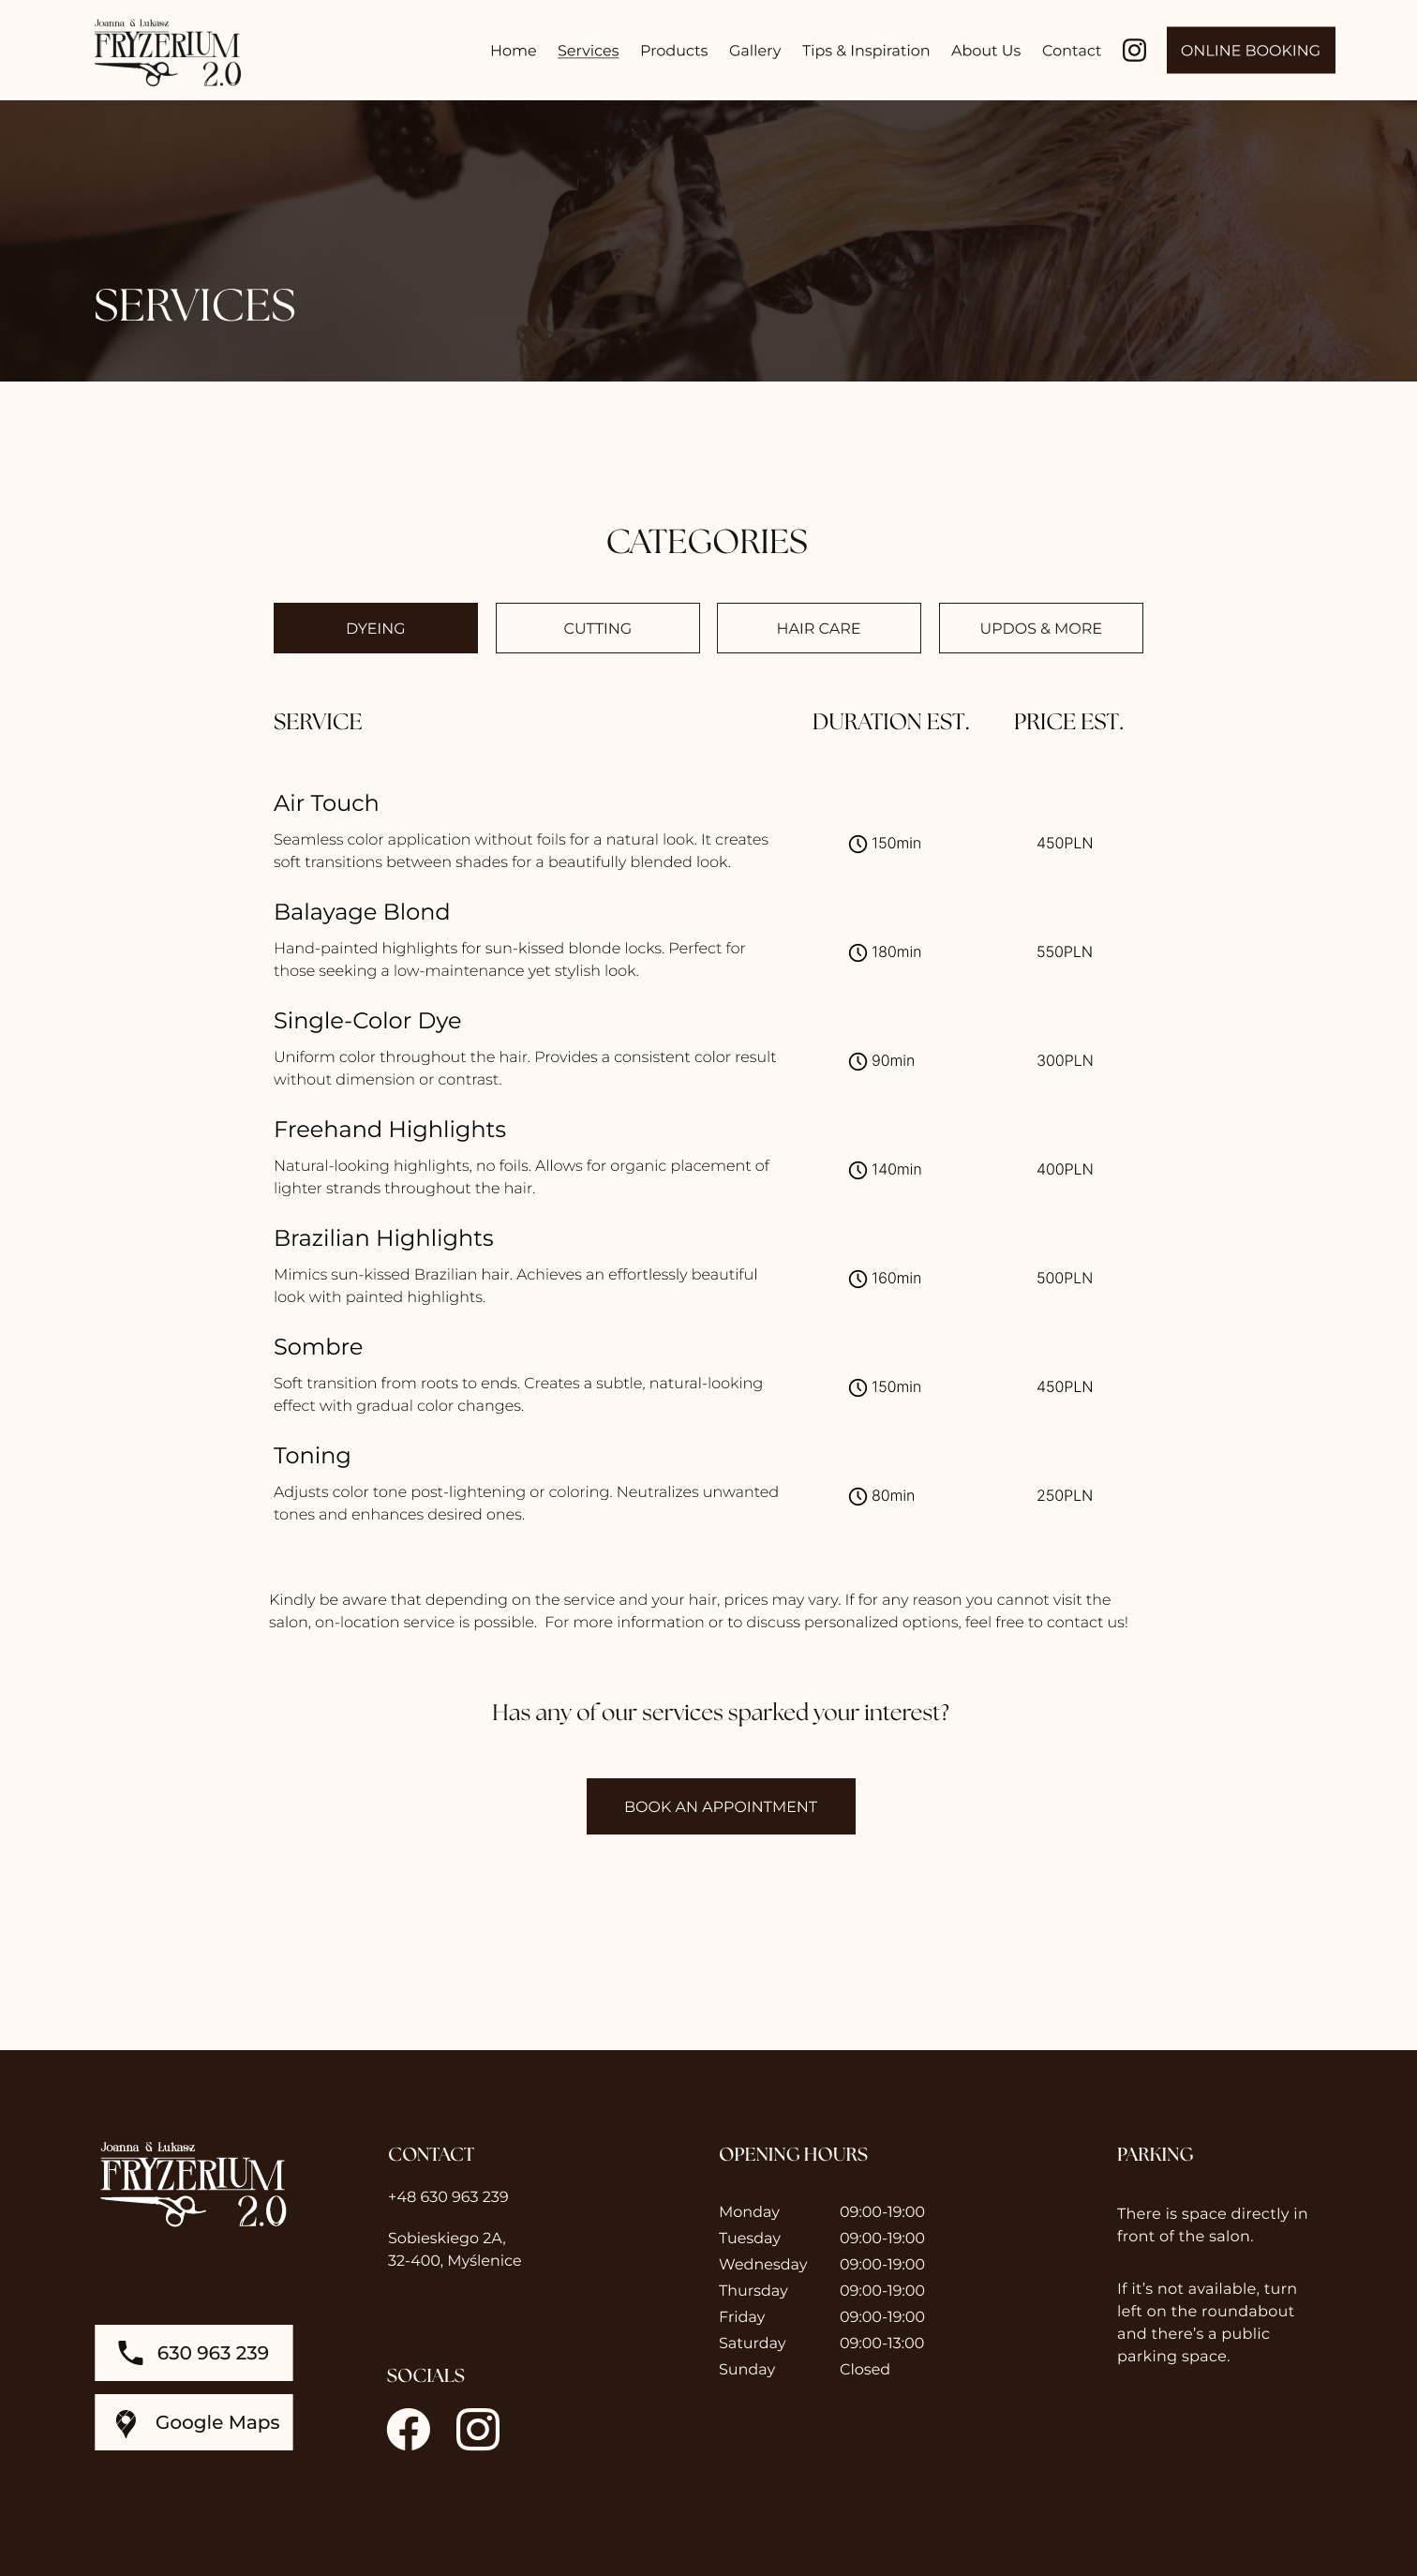 Joanna & Łukasz
FRYZERIUM
2.0
Home Services Products Gallery Tips & Inspiration About Us Contact ONLINE BOOKING
SERVICES
CATEGORIES
DYEING CUTTING HAIR CARE UPDOS & MORE
SERVICE DURATION EST. PRICE EST.
Air Touch
Seamless color application without foils for a natural look. It creates
soft transitions between shades for a beautifully blended look.
150min 450PLN
Balayage Blond
Hand-painted highlights for sun-kissed blonde locks. Perfect for
those seeking a low-maintenance yet stylish look.
180min 550PLN
Single-Color Dye
Uniform color throughout the hair. Provides a consistent color result
without dimension or contrast.
90min 300PLN
Freehand Highlights
Natural-looking highlights, no foils. Allows for organic placement of
lighter strands throughout the hair.
140min 400PLN
Brazilian Highlights
Mimics sun-kissed Brazilian hair. Achieves an effortlessly beautiful
look with painted highlights.
160min 500PLN
Sombre
Soft transition from roots to ends. Creates a subtle, natural-looking
effect with gradual color changes.
150min 450PLN
Toning
Adjusts color tone post-lightening or coloring. Neutralizes unwanted
tones and enhances desired ones.
80min 250PLN
Kindly be aware that depending on the service and your hair, prices may vary. If for any reason you cannot visit the
salon, on-location service is possible.  For more information or to discuss personalized options, feel free to contact us!
Has any of our services sparked your interest?
BOOK AN APPOINTMENT
Joanna & Łukasz
FRYZERIUM
2.0
630 963 239
Google Maps
CONTACT
+48 630 963 239
Sobieskiego 2A,
32-400, Myślenice
SOCIALS
OPENING HOURS
Monday 09:00-19:00
Tuesday 09:00-19:00
Wednesday 09:00-19:00
Thursday 09:00-19:00
Friday 09:00-19:00
Saturday 09:00-13:00
Sunday Closed
PARKING
There is space directly in
front of the salon.
If it’s not available, turn
left on the roundabout
and there’s a public
parking space.